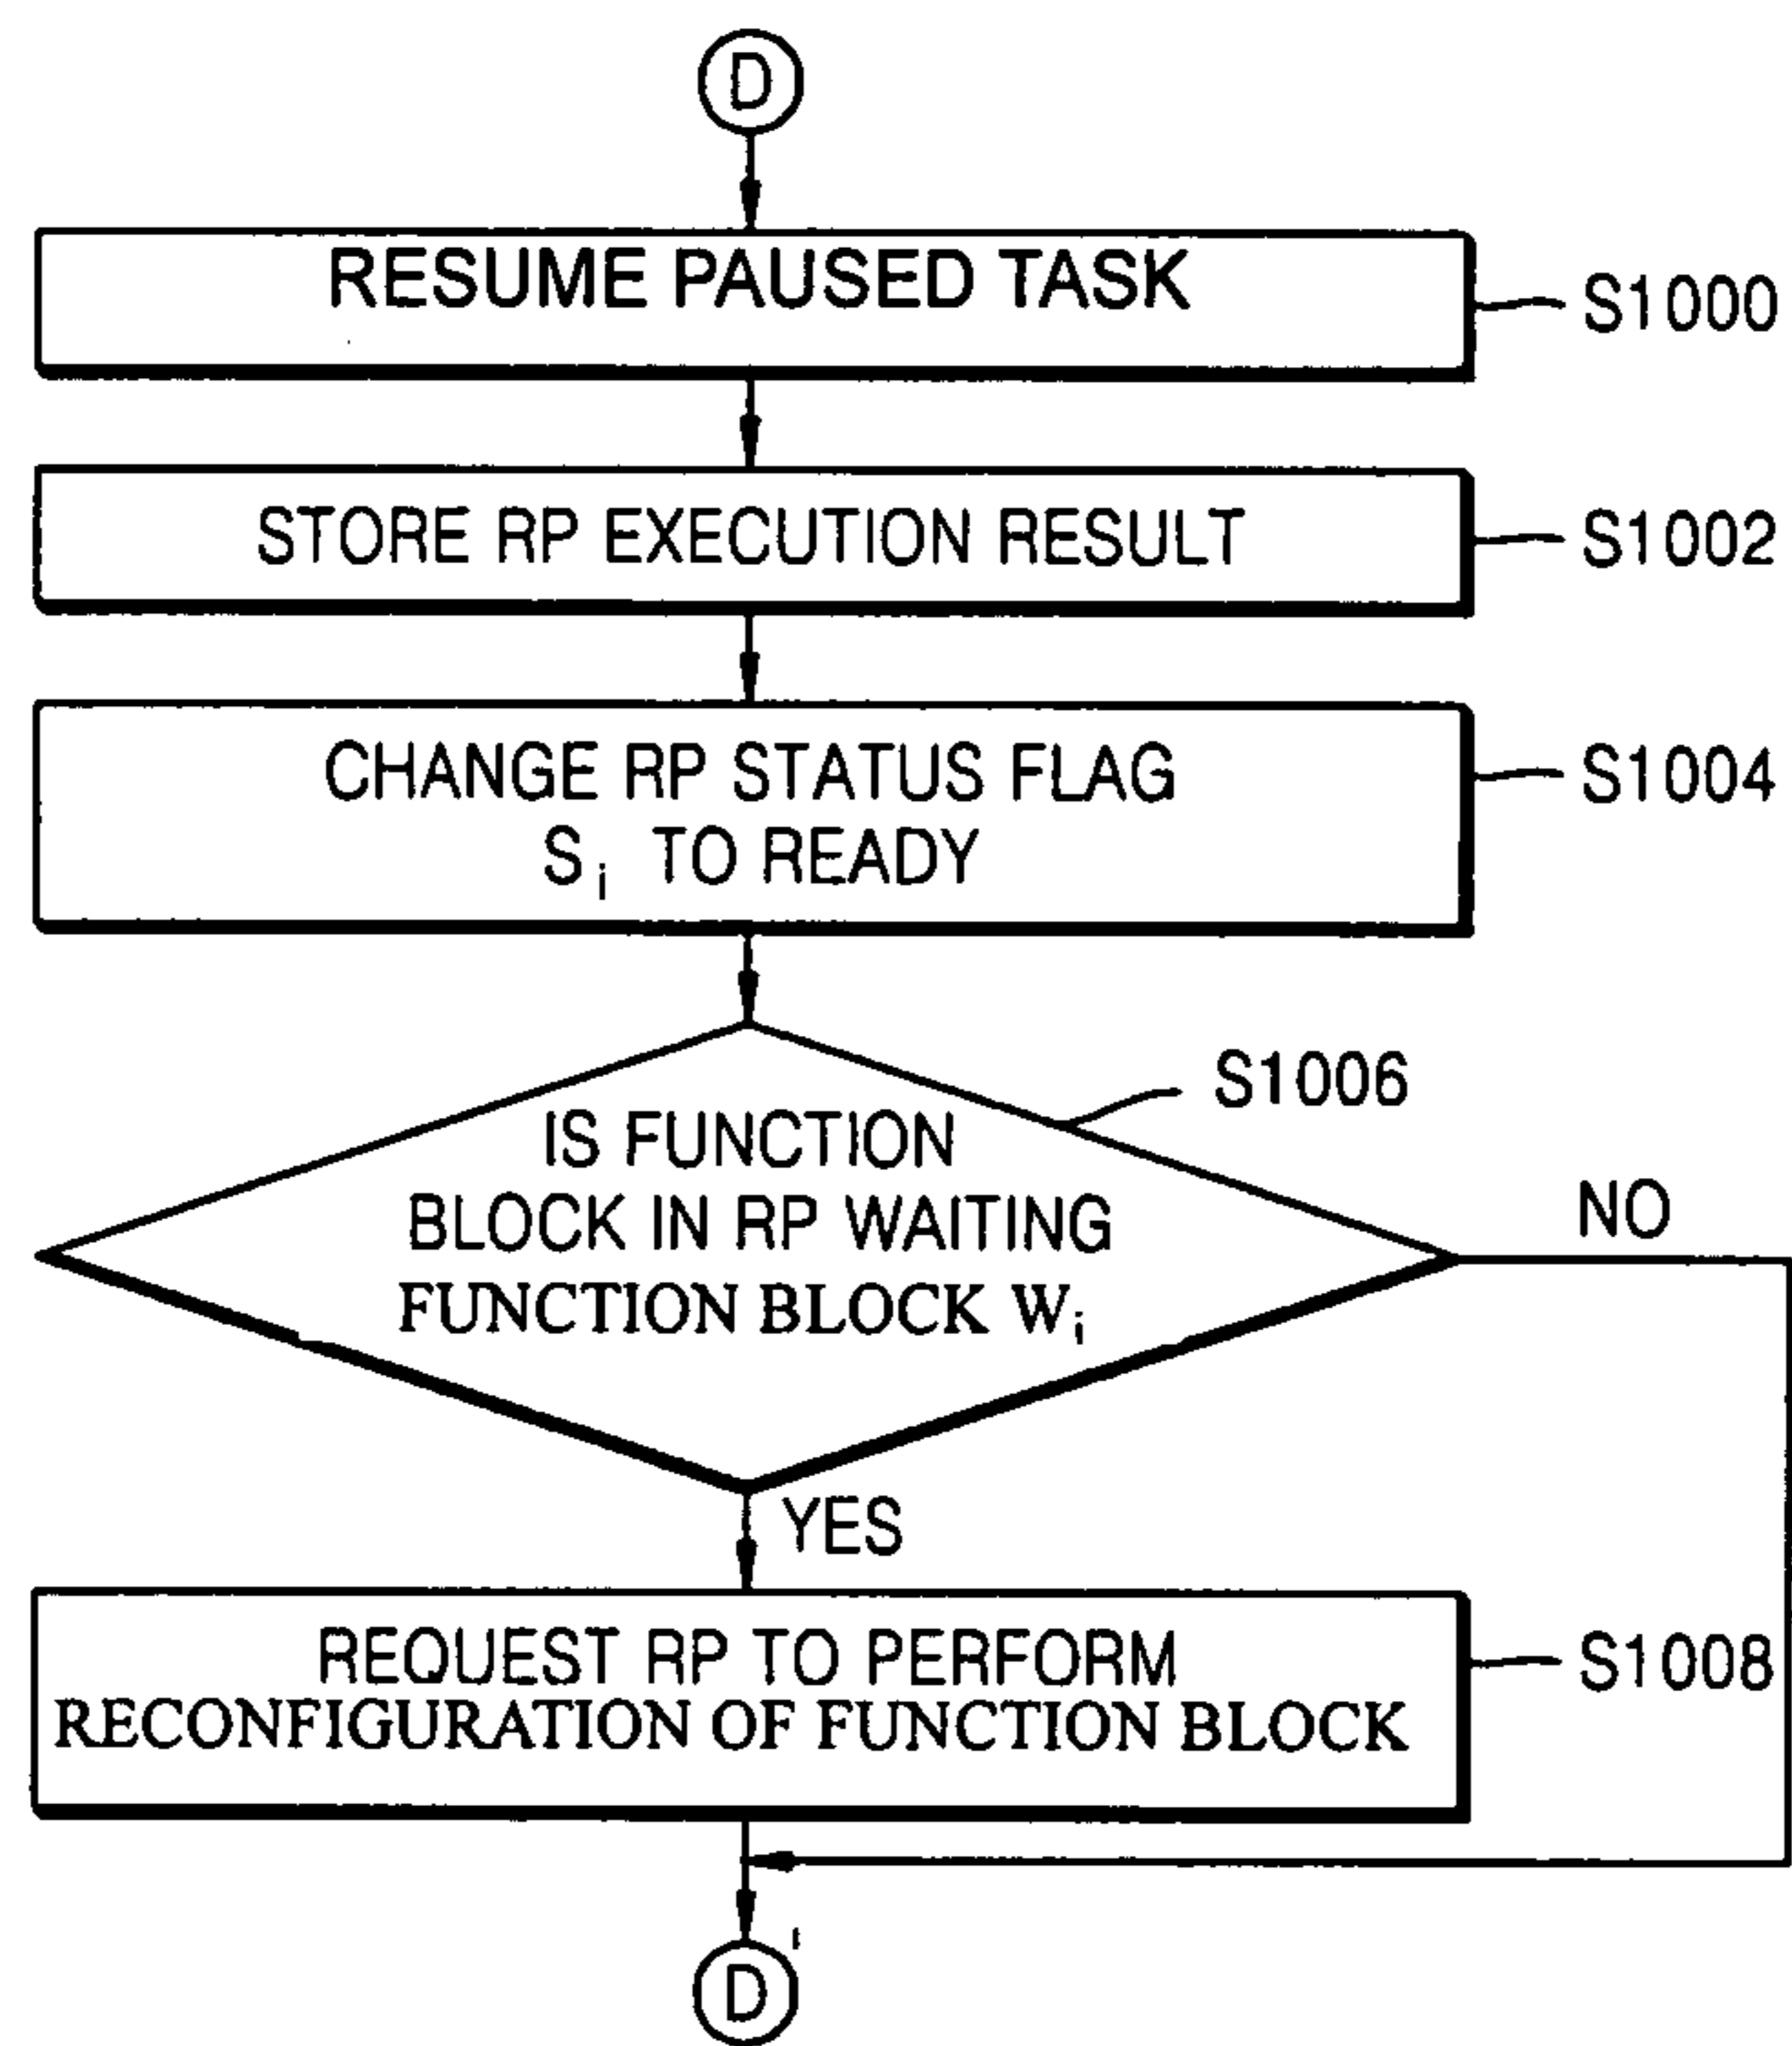 D
RESUME PAUSED TASK
S1000
STORE RP EXECUTION RESULT
S1002
CHANGE RP STATUS FLAG
Si TO READY
S1004
S1006
IS FUNCTION
BLOCK IN RP WAITING
FUNCTION BLOCK Wi
NO
YES
REQUEST RP TO PERFORM
RECONFIGURATION OF FUNCTION BLOCK
S1008
D'